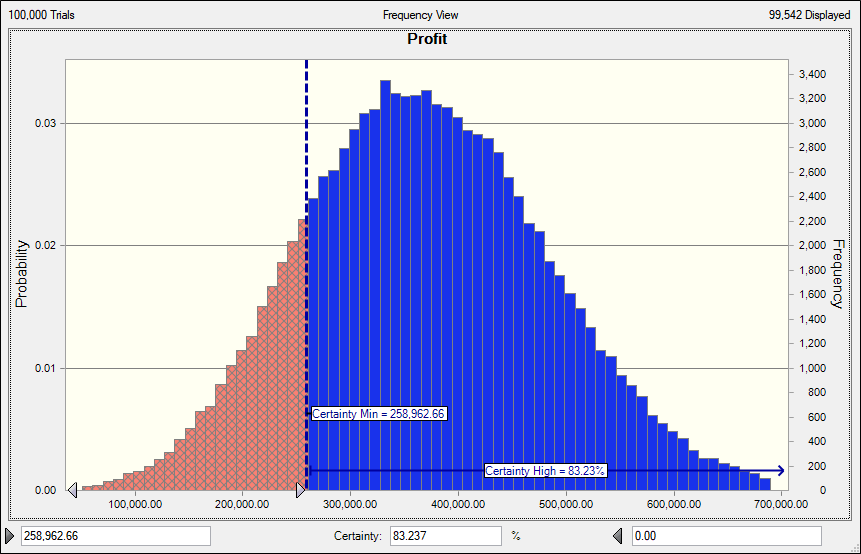 100,000 Trials Frequency View 99,542 Displayed
Profit
3,400
3,200
0.03 3,000
2,800
2,600
2,400
2,200
0.02 2,000
1,800
1,600
1,400
1,200
0.01 1,000
800
600
400
200
0.00 0
Probability
Frequency
Certainty Min = 258,962.66
Certainty High = 83.23%
100,000.00 200,000.00 300,000.00 400,000.00 500,000.00 600,000.00 700,000.00
258,962.66 Certainty: 83.237 % 0.00